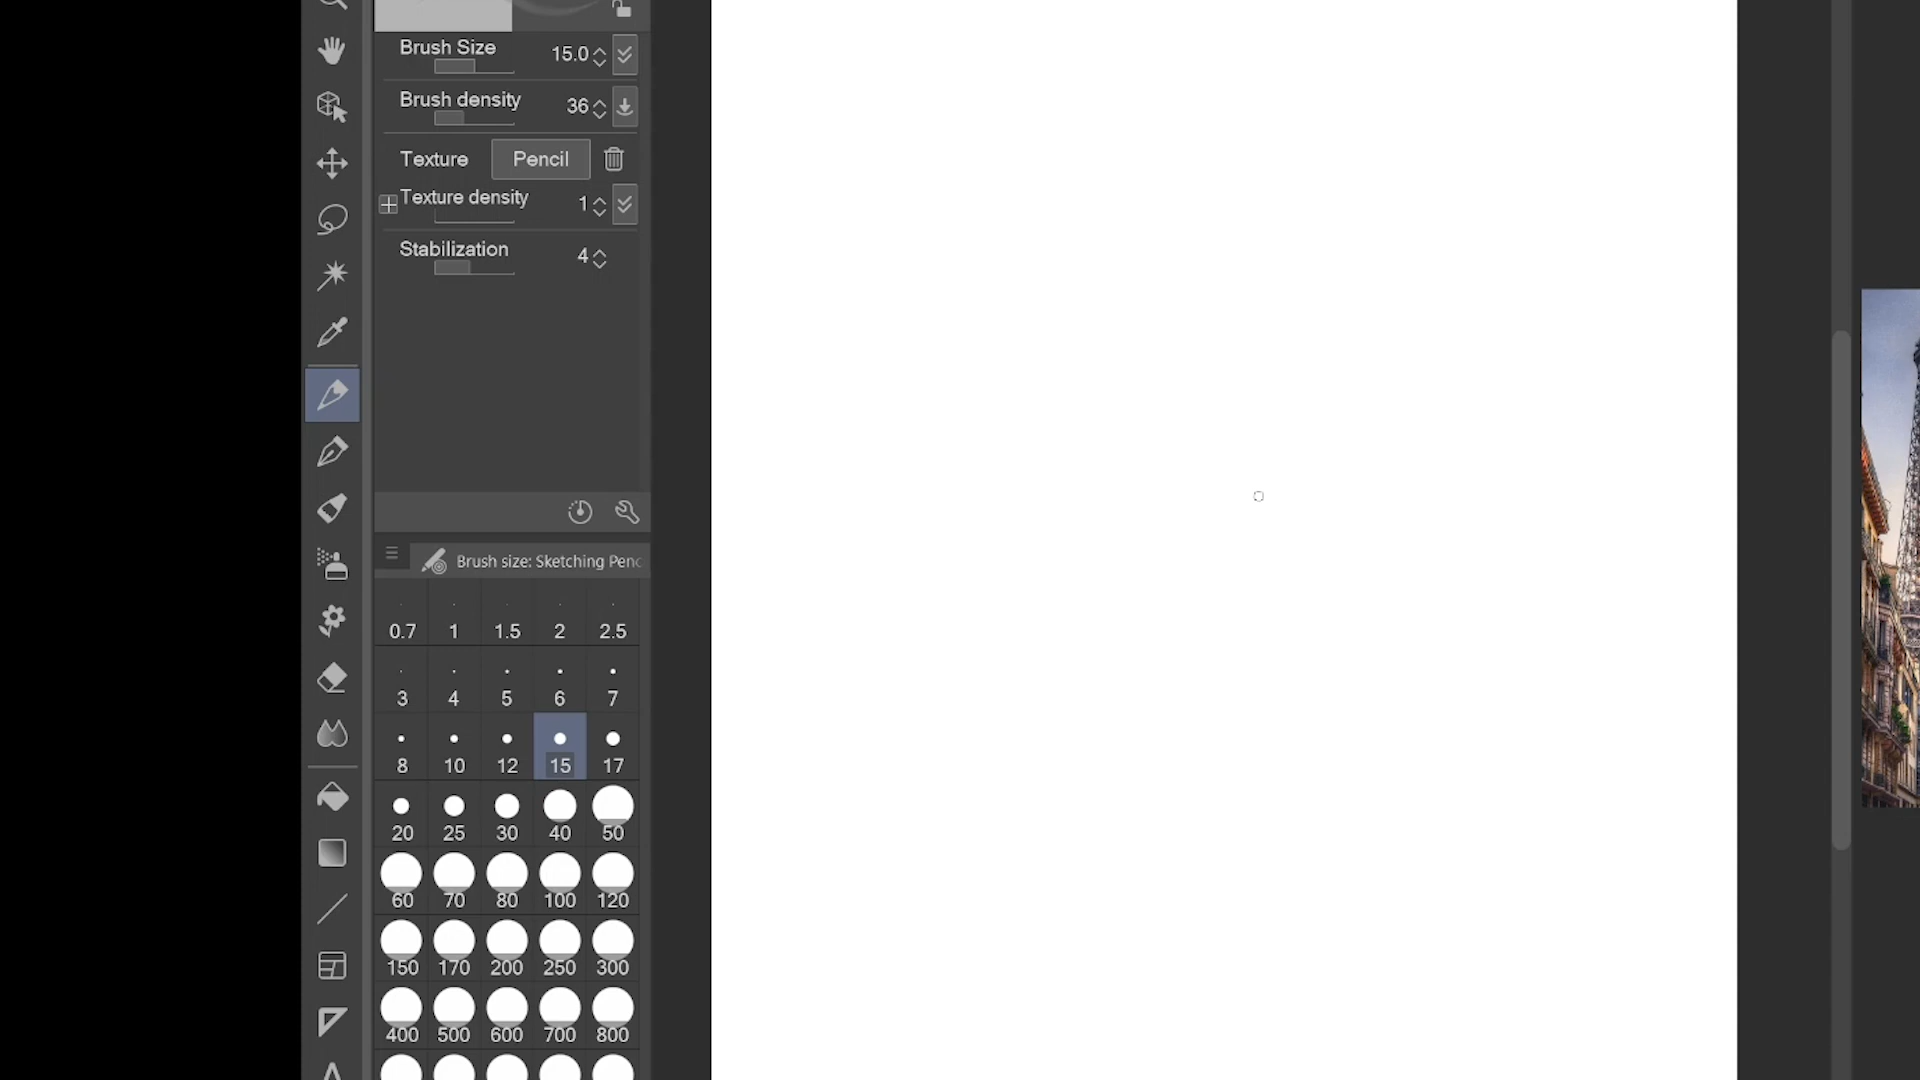 Brush Size 15.0
Brush density 36
Texture Pencil
Texture density 1
Stabilization 4
Brush size: Sketching Penc
0.7 1 1.5 2 2.5
3 4 5 6 7
8 10 12 15 17
20 25 30 40 50
60 70 80 100 120
150 170 200 250 300
400 500 600 700 800